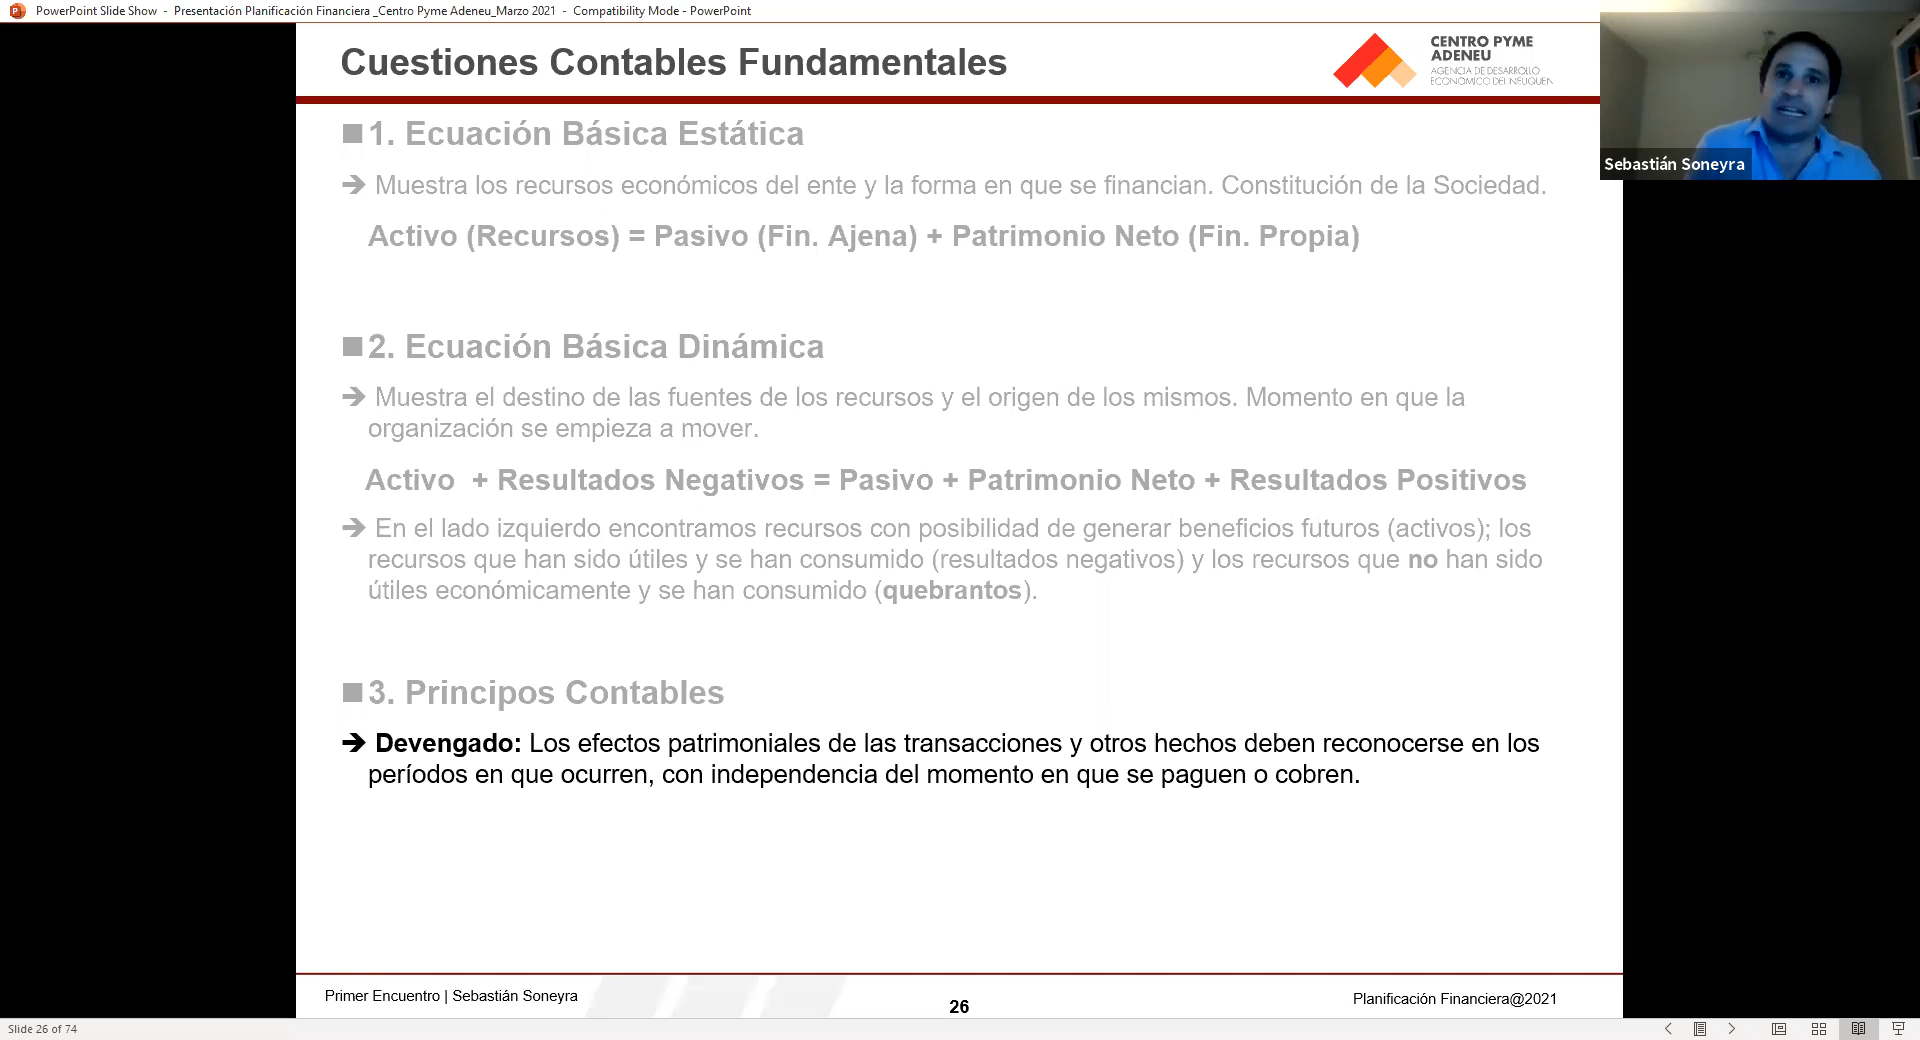 PowerPoint Slide Show - Presentación Planificación Financiera _Centro Pyme Adeneu_Marzo 2021 - Compatibility Mode - PowerPoint
Cuestiones Contables Fundamentales
CENTRO PYME
ADENEU
AGENCIA DE DESARROLLO
ECONOMICO DEL NEUQUEN
Sebastián Soneyra
■1. Ecuación Básica Estática
➔ Muestra los recursos económicos del ente y la forma en que se financian. Constitución de la Sociedad.
Activo (Recursos) = Pasivo (Fin. Ajena) + Patrimonio Neto (Fin. Propia)
■2. Ecuación Básica Dinámica
➔ Muestra el destino de las fuentes de los recursos y el origen de los mismos. Momento en que la
organización se empieza a mover.
Activo + Resultados Negativos = Pasivo + Patrimonio Neto + Resultados Positivos
➔ En el lado izquierdo encontramos recursos con posibilidad de generar beneficios futuros (activos); los
recursos que han sido útiles y se han consumido (resultados negativos) y los recursos que no han sido
útiles económicamente y se han consumido (quebrantos).
■3. Principos Contables
➔ Devengado: Los efectos patrimoniales de las transacciones y otros hechos deben reconocerse en los
períodos en que ocurren, con independencia del momento en que se paguen o cobren.
Primer Encuentro | Sebastián Soneyra
26
Planificación Financiera@2021
Slide 26 of 74